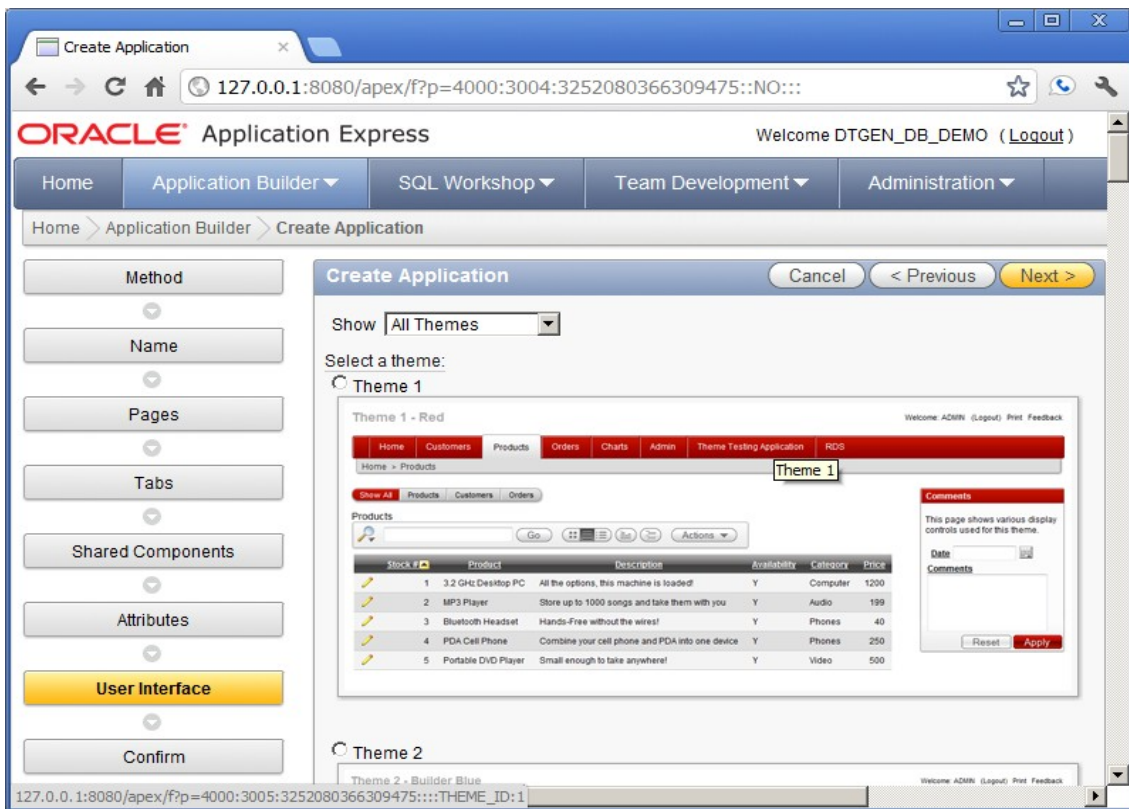 Create Application
127.0.0.1:8080/apex/f?p=4000:3004:3252080366309475::NO:::
ORACLE Application Express
Welcome DTGEN_DB_DEMO (Logout)
Home Application Builder SQL Workshop Team Development Administration
Home Application Builder Create Application
Method
Name
Pages
Tabs
Shared Components
Attributes
User Interface
Confirm
Create Application
Cancel < Previous Next >
Show All Themes
Select a theme:
Theme 1
Theme 1 - Red
Welcome: ADMIN (Logout) Print Feedback
Home Customers Products Orders Charts Admin Theme Testing Application RDS
Home > Products
Theme 1
Show All Products Customers Orders
Products
Go Actions
Stock # Product Description Availability Category Price
1 3.2 GHz Desktop PC All the options, this machine is loaded! Y Computer 1200
2 MP3 Player Store up to 1000 songs and take them with you Y Audio 199
3 Bluetooth Headset Hands-Free without the wires! Y Phones 40
4 PDA Cell Phone Combine your cell phone and PDA into one device Y Phones 250
5 Portable DVD Player Small enough to take anywhere! Y Video 500
Comments
This page shows various display
controls used for this theme.
Date
Comments
Reset Apply
Theme 2
Theme 2 - Builder Blue
Welcome: ADMIN (Logout) Print Feedback
127.0.0.1:8080/apex/f?p=4000:3005:3252080366309475::::THEME_ID:1